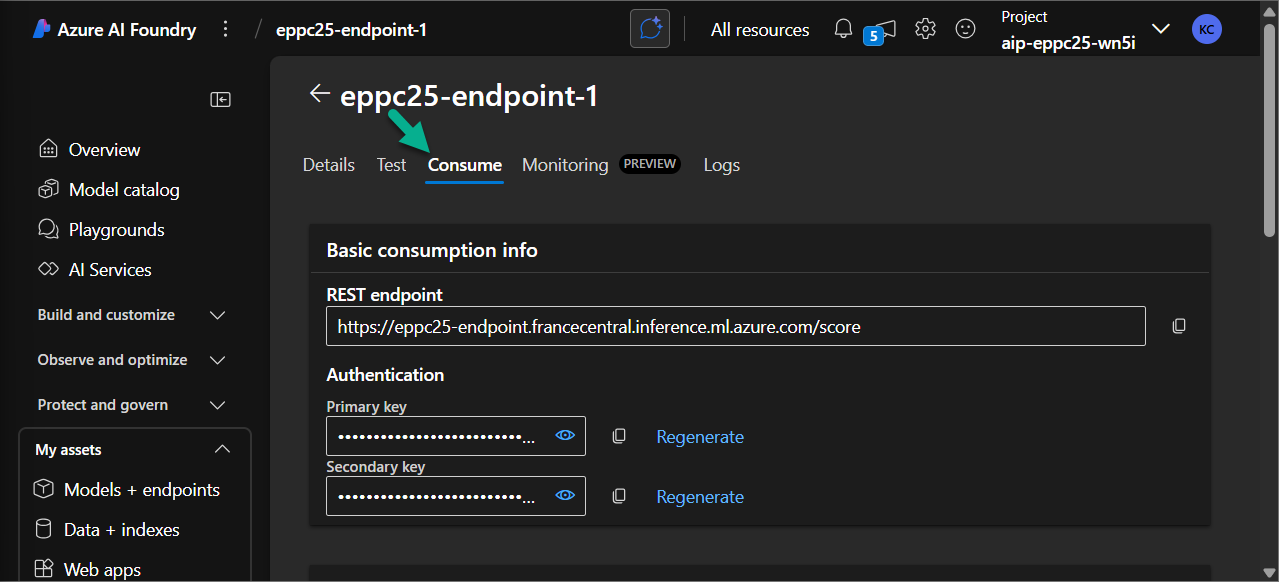 Azure AI Foundry
/ eppc25-endpoint-1
All resources
5
Project
aip-eppc25-wn5i
KC
Overview
Model catalog
Playgrounds
AI Services
Build and customize
Observe and optimize
Protect and govern
My assets
Models + endpoints
Data + indexes
Web apps
eppc25-endpoint-1
Details Test Consume Monitoring PREVIEW Logs
Basic consumption info
REST endpoint
https://eppc25-endpoint.francecentral.inference.ml.azure.com/score
Authentication
Primary key
••••••••••••••••••••••••••... Regenerate
Secondary key
••••••••••••••••••••••••••... Regenerate